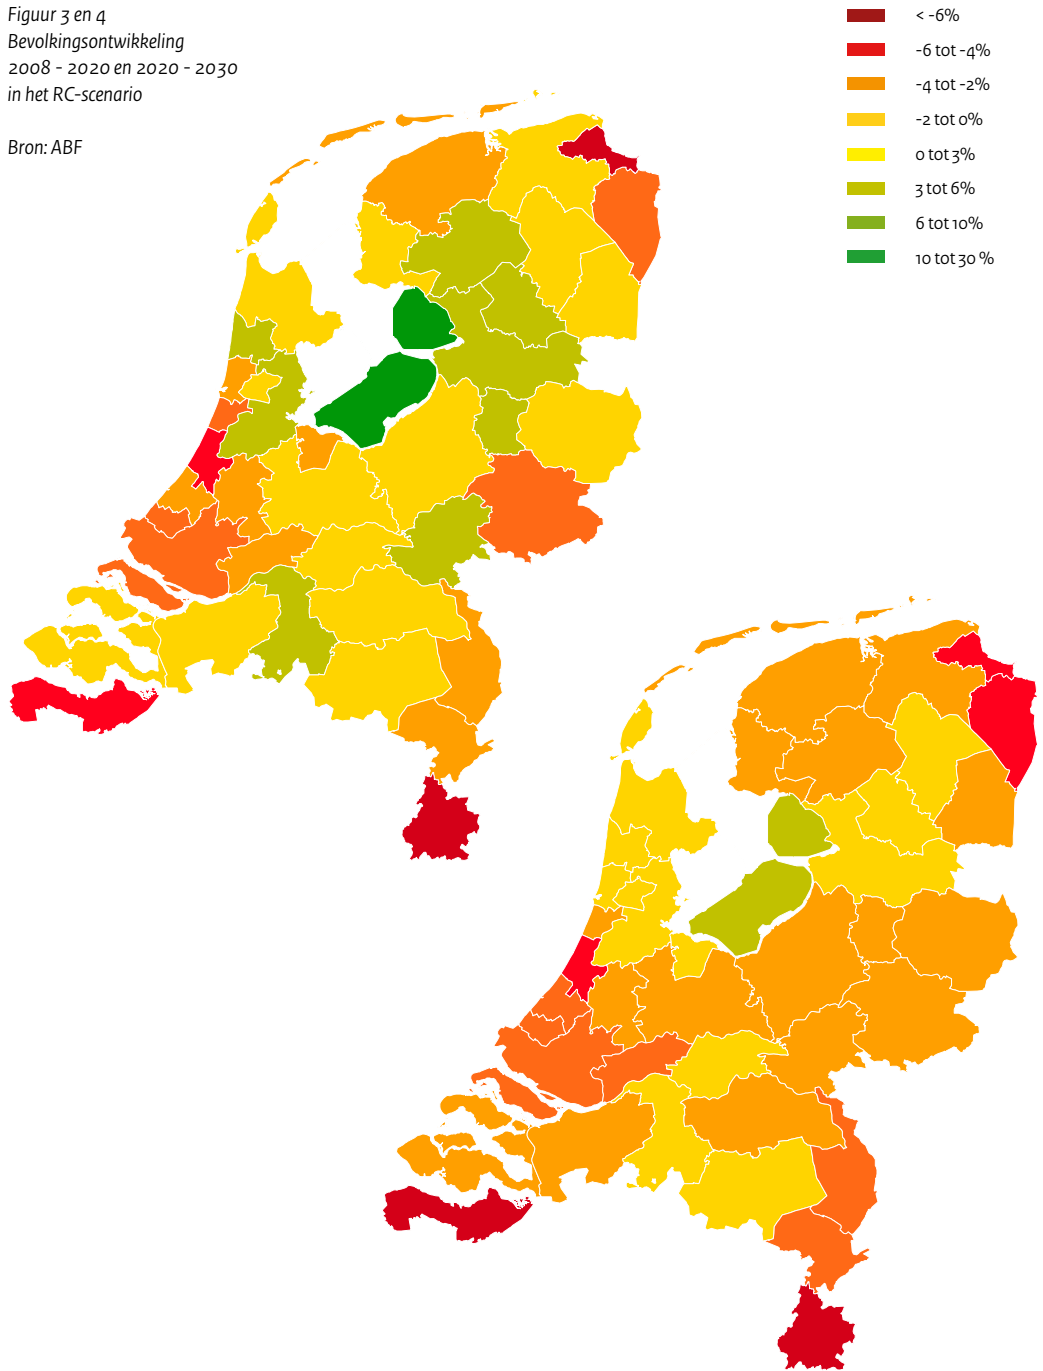 Figuur 3 en 4
Bevolkingsontwikkeling
2008 - 2020 en 2020 - 2030
in het RC-scenario
Bron: ABF
< -6%
-6 tot -4%
-4 tot -2%
-2 tot 0%
0 tot 3%
3 tot 6%
6 tot 10%
10 tot 30 %